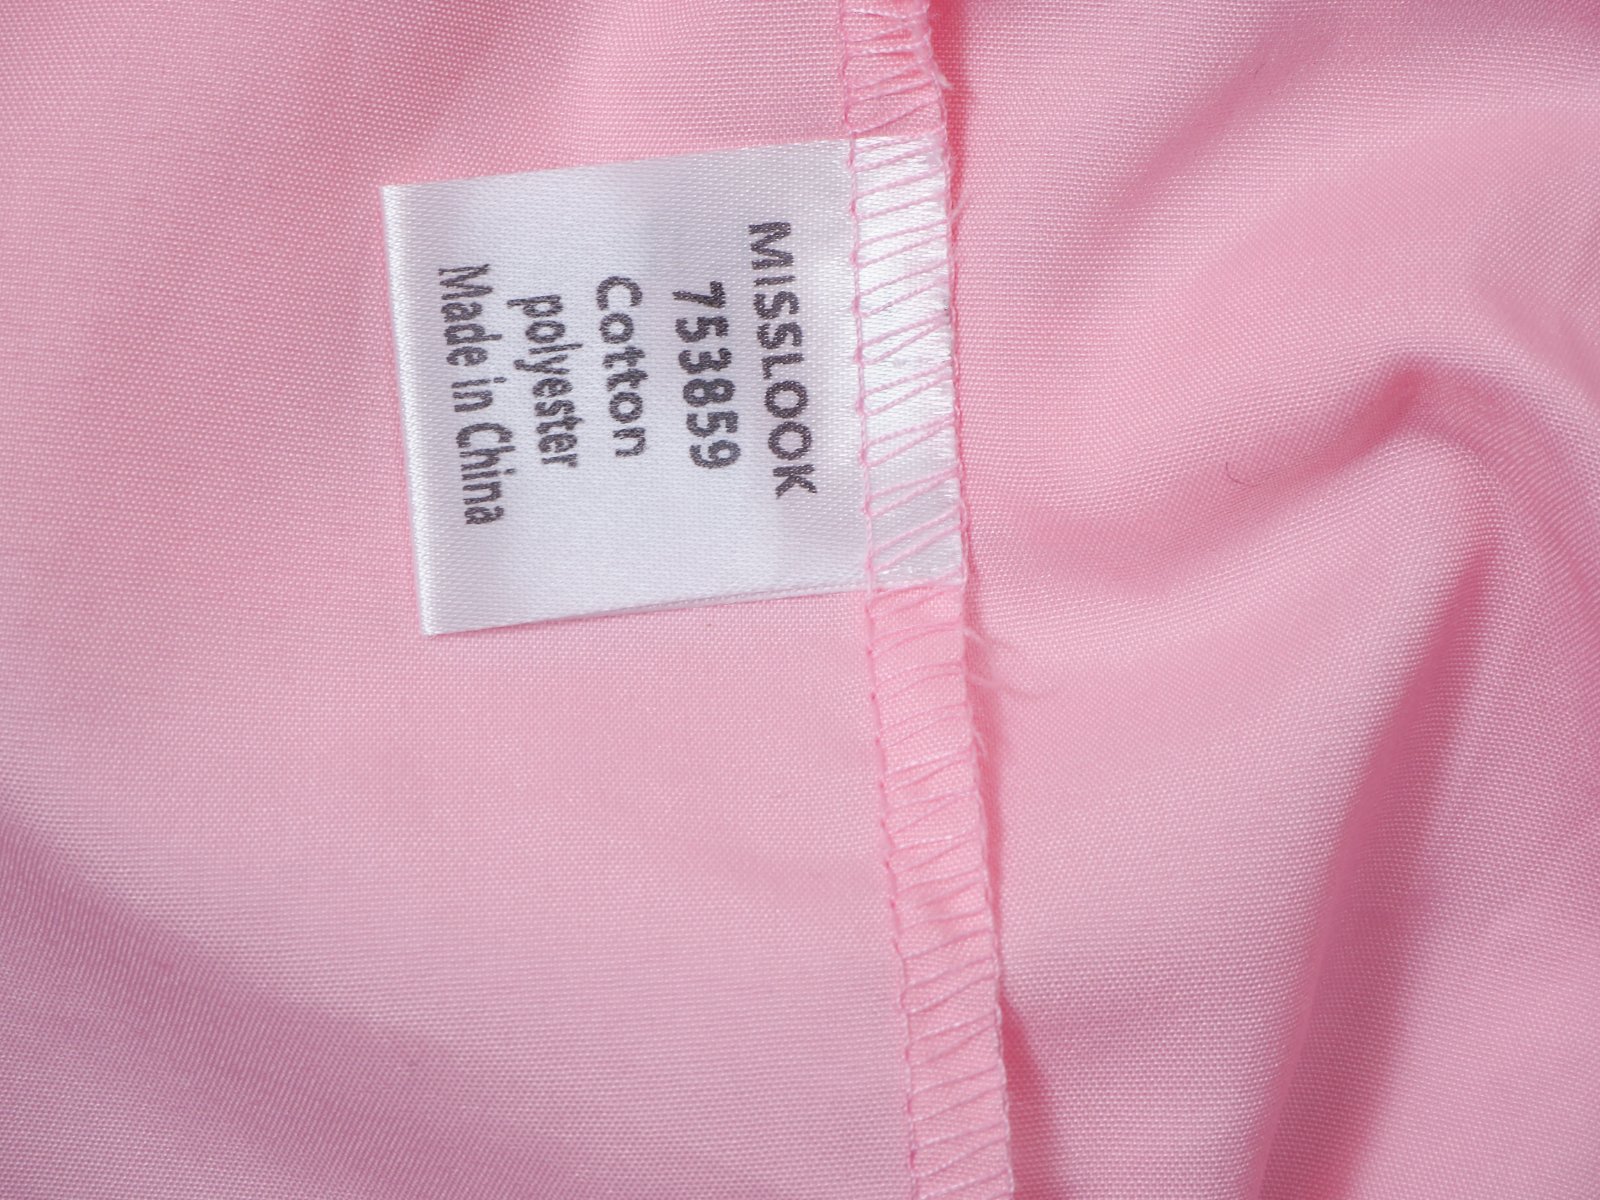 MISSLOOK
753859
Cotton
polyester
Made in China